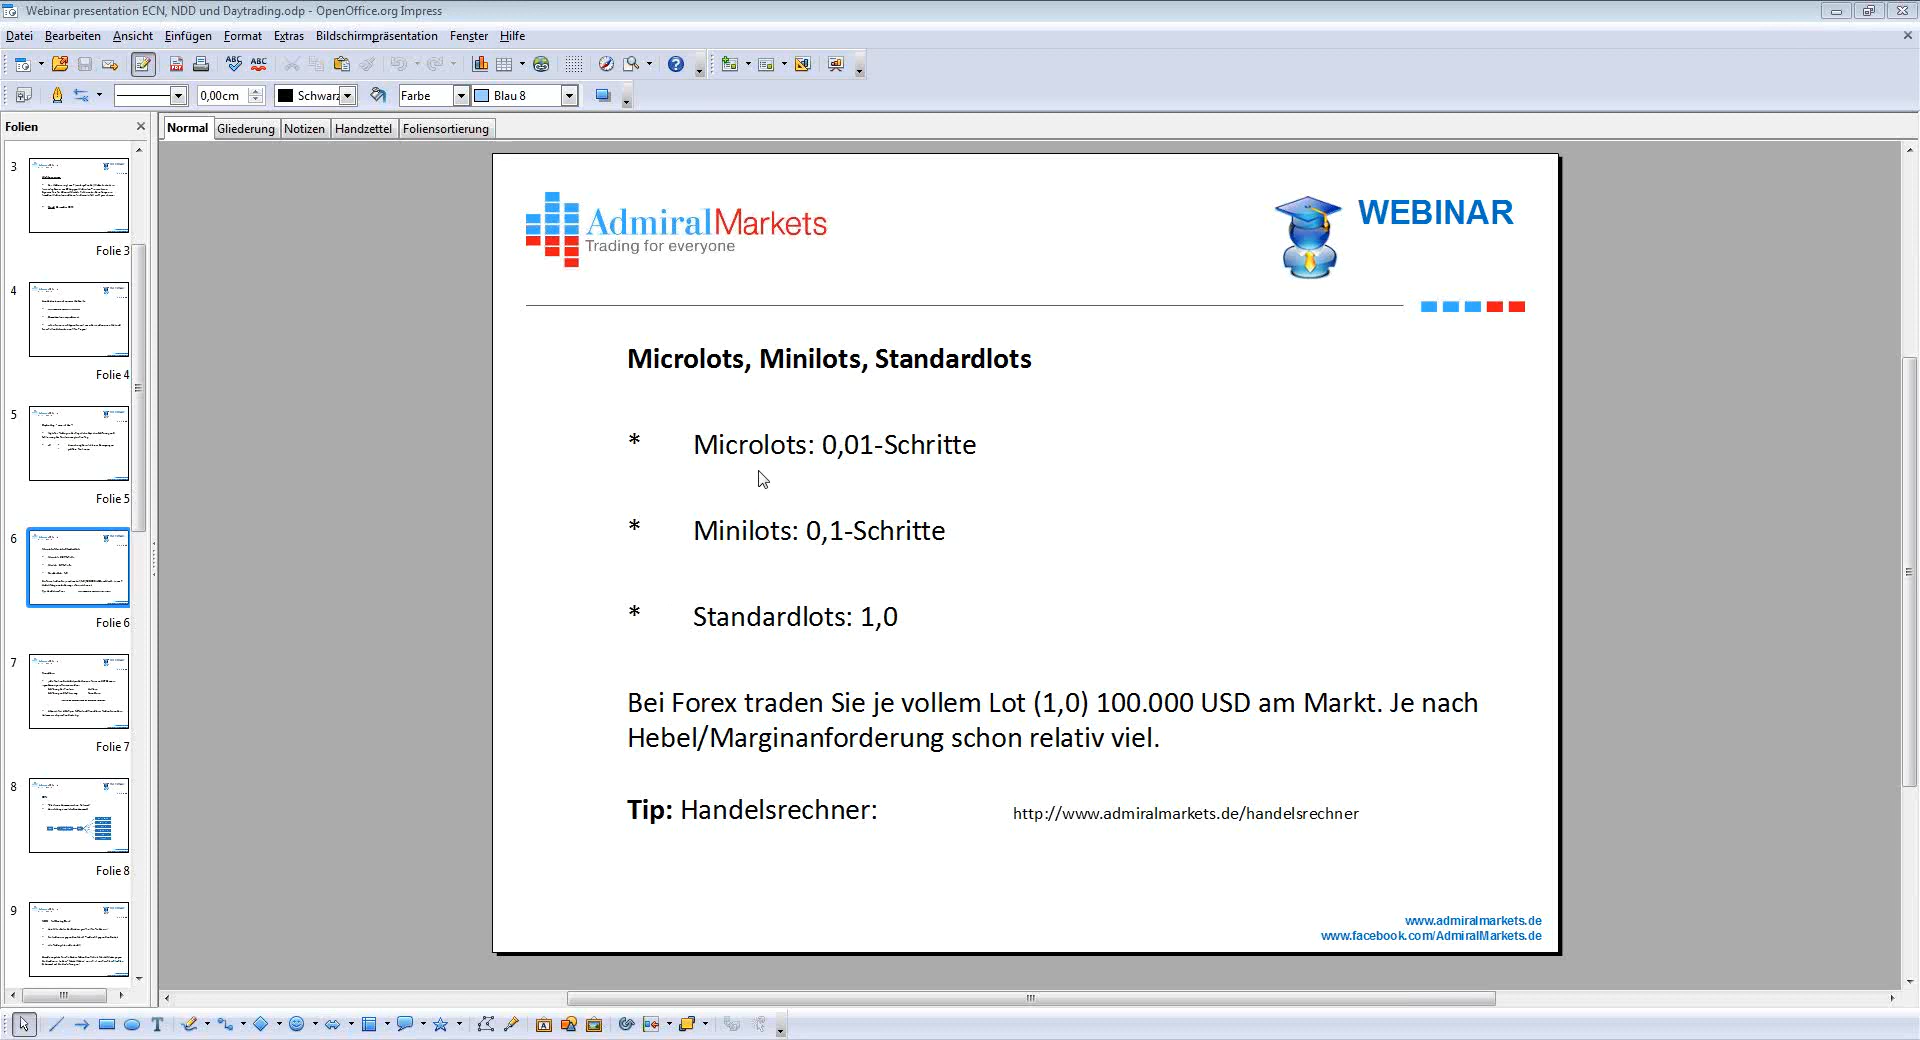 Webinar presentation ECN, NDD und Daytrading.odp - OpenOffice.org Impress
Datei Bearbeiten Ansicht Einfügen Format Extras Bildschirmpräsentation Fenster Hilfe
0,00cm Schwarz Farbe Blau 8
Folien
Normal Gliederung Notizen Handzettel Foliensortierung
3
Folie 3
4
Folie 4
5
Folie 5
6
Folie 6
7
Folie 7
8
Folie 8
9
AdmiralMarkets
Trading for everyone
WEBINAR
Microlots, Minilots, Standardlots
* Microlots: 0,01-Schritte
* Minilots: 0,1-Schritte
* Standardlots: 1,0
Bei Forex traden Sie je vollem Lot (1,0) 100.000 USD am Markt. Je nach
Hebel/Marginanforderung schon relativ viel.
Tip: Handelsrechner: http://www.admiralmarkets.de/handelsrechner
www.admiralmarkets.de
www.facebook.com/AdmiralMarkets.de